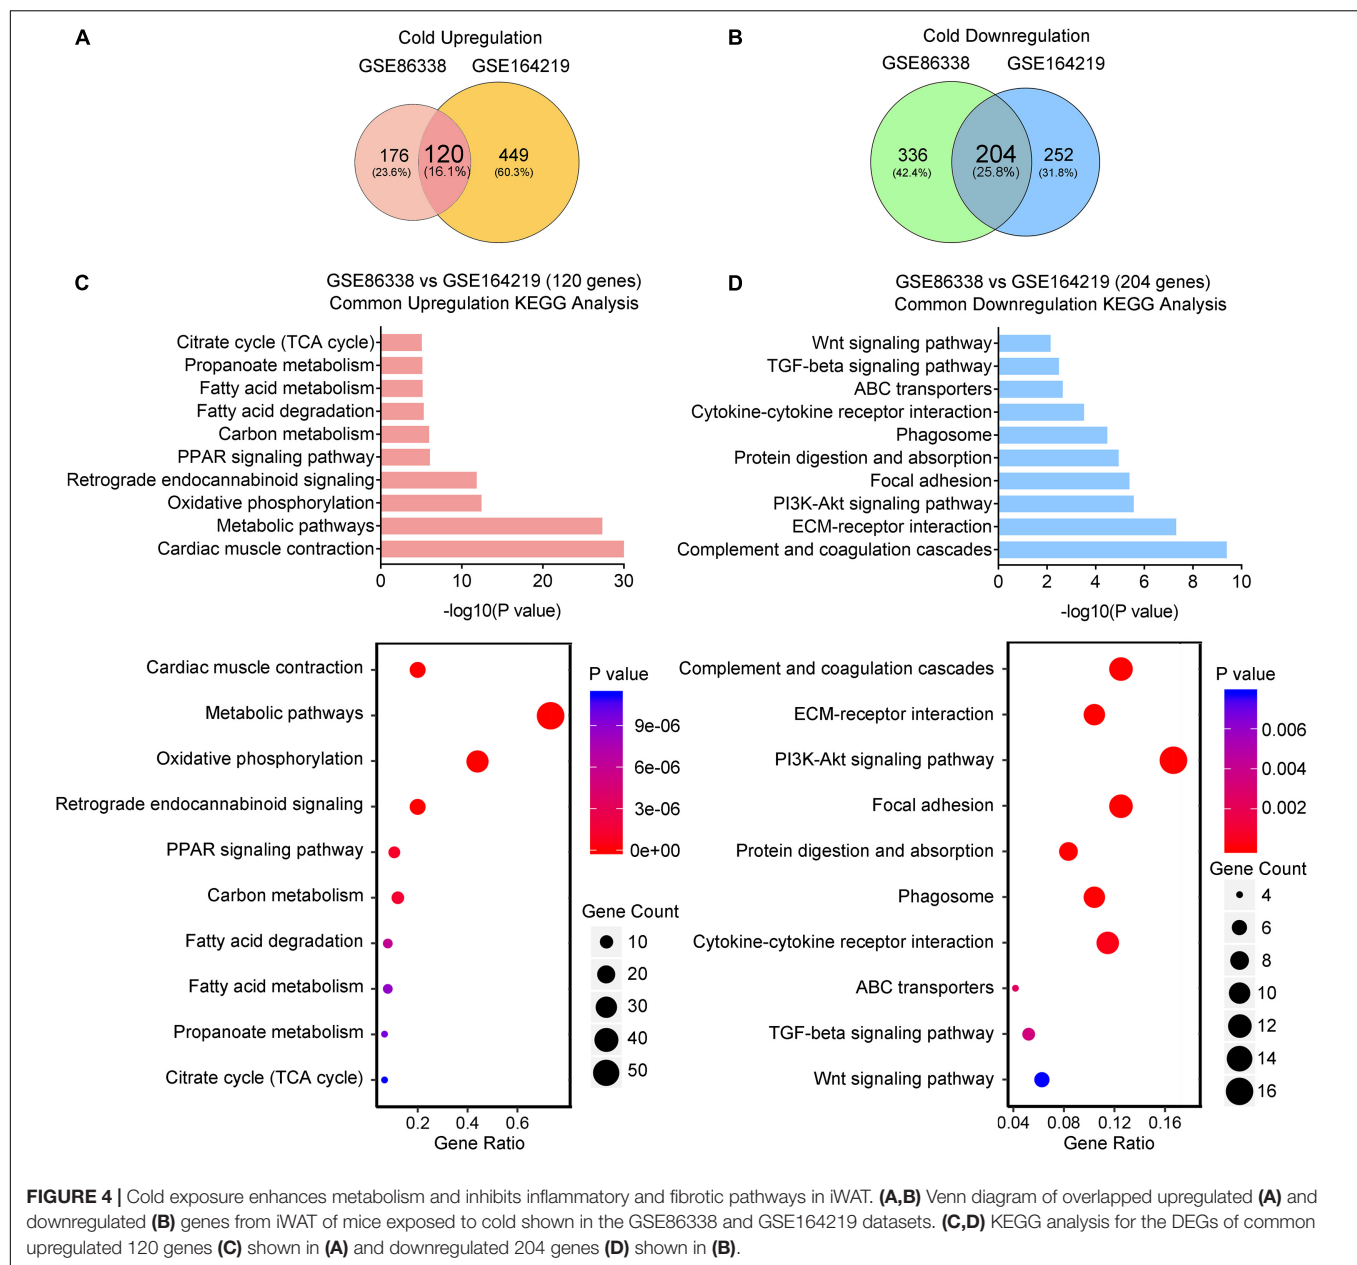 A
Cold Upregulation
GSE86338 GSE164219
176
(23.6%)
120
(16.1%)
449
(60.3%)
B
Cold Downregulation
GSE86338 GSE164219
336
(42.4%)
204
(25.8%)
252
(31.8%)
C
GSE86338 vs GSE164219 (120 genes)
Common Upregulation KEGG Analysis
Citrate cycle (TCA cycle)
Propanoate metabolism
Fatty acid metabolism
Fatty acid degradation
Carbon metabolism
PPAR signaling pathway
Retrograde endocannabinoid signaling
Oxidative phosphorylation
Metabolic pathways
Cardiac muscle contraction
0 10 20 30
-log10(P value)
Cardiac muscle contraction
Metabolic pathways
Oxidative phosphorylation
Retrograde endocannabinoid signaling
PPAR signaling pathway
Carbon metabolism
Fatty acid degradation
Fatty acid metabolism
Propanoate metabolism
Citrate cycle (TCA cycle)
0.2 0.4 0.6
Gene Ratio
P value
9e-06
6e-06
3e-06
0e+00
Gene Count
10
20
30
40
50
D
GSE86338 vs GSE164219 (204 genes)
Common Downregulation KEGG Analysis
Wnt signaling pathway
TGF-beta signaling pathway
ABC transporters
Cytokine-cytokine receptor interaction
Phagosome
Protein digestion and absorption
Focal adhesion
PI3K-Akt signaling pathway
ECM-receptor interaction
Complement and coagulation cascades
0 2 4 6 8 10
-log10(P value)
Complement and coagulation cascades
ECM-receptor interaction
PI3K-Akt signaling pathway
Focal adhesion
Protein digestion and absorption
Phagosome
Cytokine-cytokine receptor interaction
ABC transporters
TGF-beta signaling pathway
Wnt signaling pathway
0.04 0.08 0.12 0.16
Gene Ratio
P value
0.006
0.004
0.002
Gene Count
4
6
8
10
12
14
16
FIGURE 4 | Cold exposure enhances metabolism and inhibits inflammatory and fibrotic pathways in iWAT. (A,B) Venn diagram of overlapped upregulated (A) and
downregulated (B) genes from iWAT of mice exposed to cold shown in the GSE86338 and GSE164219 datasets. (C,D) KEGG analysis for the DEGs of common
upregulated 120 genes (C) shown in (A) and downregulated 204 genes (D) shown in (B).